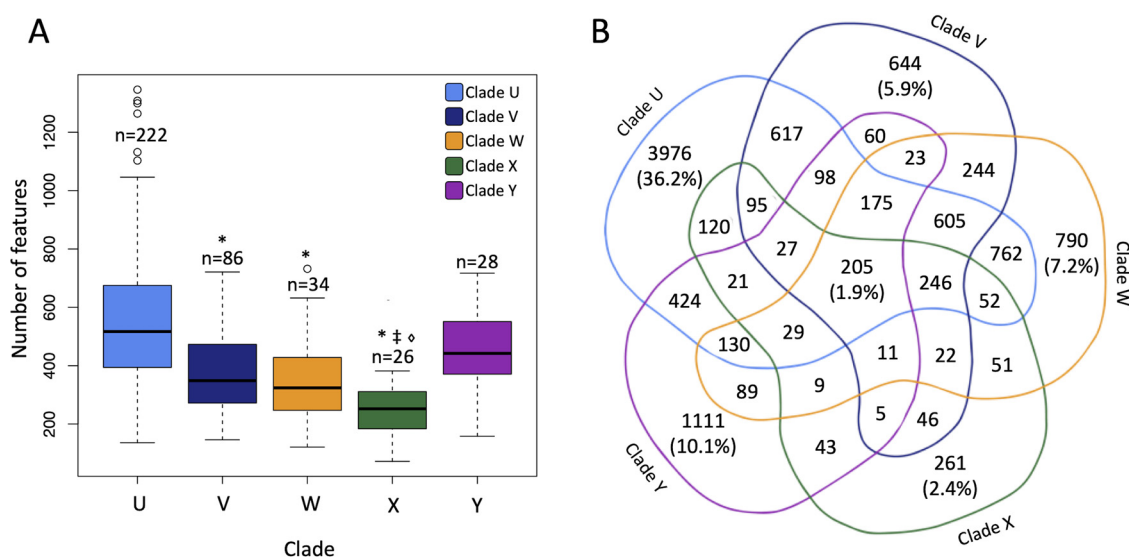 A
Number of features
1200
1000
800
600
400
200
n=222
*
n=86
*
n=34
* ‡ ⋄
n=26
n=28
Clade U
Clade V
Clade W
Clade X
Clade Y
U V W X Y
Clade
B
Clade V
Clade U
Clade W
Clade Y
Clade X
644
(5.9%)
3976
(36.2%)
617
60
23
244
98
95
175
605
120
27
762
790
(7.2%)
205
(1.9%)
21
246
424
52
29
130
11
22
51
89
9
5
46
1111
(10.1%)
43
261
(2.4%)